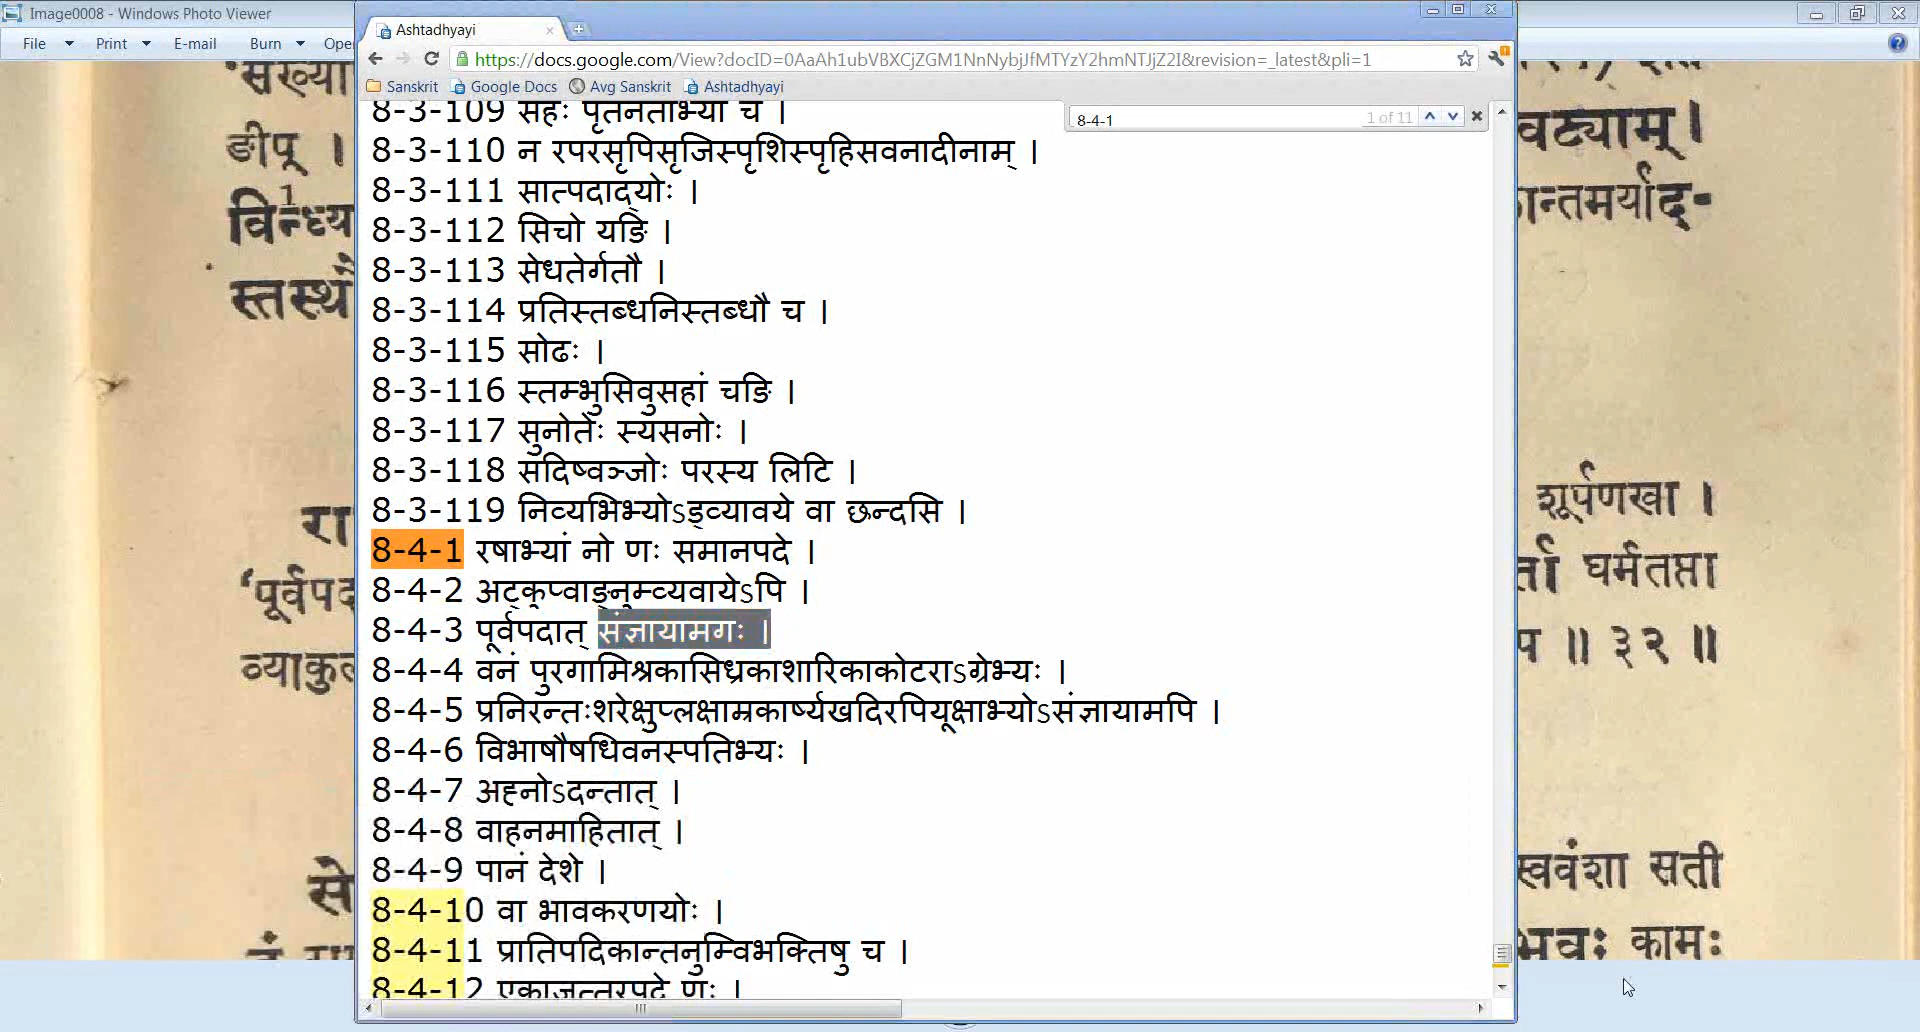 Image0008 - Windows Photo Viewer
File Print E-mail Burn
Ashtadhyayi
https://docs.google.com/View?docID=0AaAh1ubVBXCjZGM1NnNybjJfMTYzY2hmNTJjZ2I&revision=_latest&pli=1
Sanskrit Google Docs Avg Sanskrit Ashtadhyayi
8-4-1 1 of 11
8-3-109 सहेः पृतनर्ताभ्यां च ।
8-3-110 न रपरसृपिसृजिस्पृशिस्पृहिसवनादीनाम् ।
8-3-111 सात्पदाद्योः ।
8-3-112 सिचो यङि ।
8-3-113 सेधतेर्गतौ ।
8-3-114 प्रतिस्तब्धनिस्तब्धौ च ।
8-3-115 सोढः ।
8-3-116 स्तम्भुसिवुसहां चङि ।
8-3-117 सुनोतेः स्यसनोः ।
8-3-118 सदिष्वञ्जोः परस्य लिटि ।
8-3-119 निव्यभिभ्योऽड्व्यावये वा छन्दसि ।
8-4-1 रषाभ्यां नो णः समानपदे ।
8-4-2 अट्कुप्वाङ्नुम्व्यवायेऽपि ।
8-4-3 पूर्वपदात् संज्ञायामगः ।
8-4-4 वनं पुरगामिश्रकासिध्रकाशारिकाकोटराऽग्रेभ्यः ।
8-4-5 प्रनिरन्तःशरेक्षुप्लक्षाम्रकार्ष्यखदिरपियूक्षाभ्योऽसंज्ञायामपि ।
8-4-6 विभाषौषधिवनस्पतिभ्यः ।
8-4-7 अह्नोऽदन्तात् ।
8-4-8 वाहनमाहितात् ।
8-4-9 पानं देशे ।
8-4-10 वा भावकरणयोः ।
8-4-11 प्रातिपदिकान्तनुम्विभक्तिषु च ।
8-4-12 एकाजुत्तरपदे णः ।
ङीप् ।
शूर्पणखा ।
घर्मतप्ता
॥ ३२ ॥
स्ववंशा सती
कामः